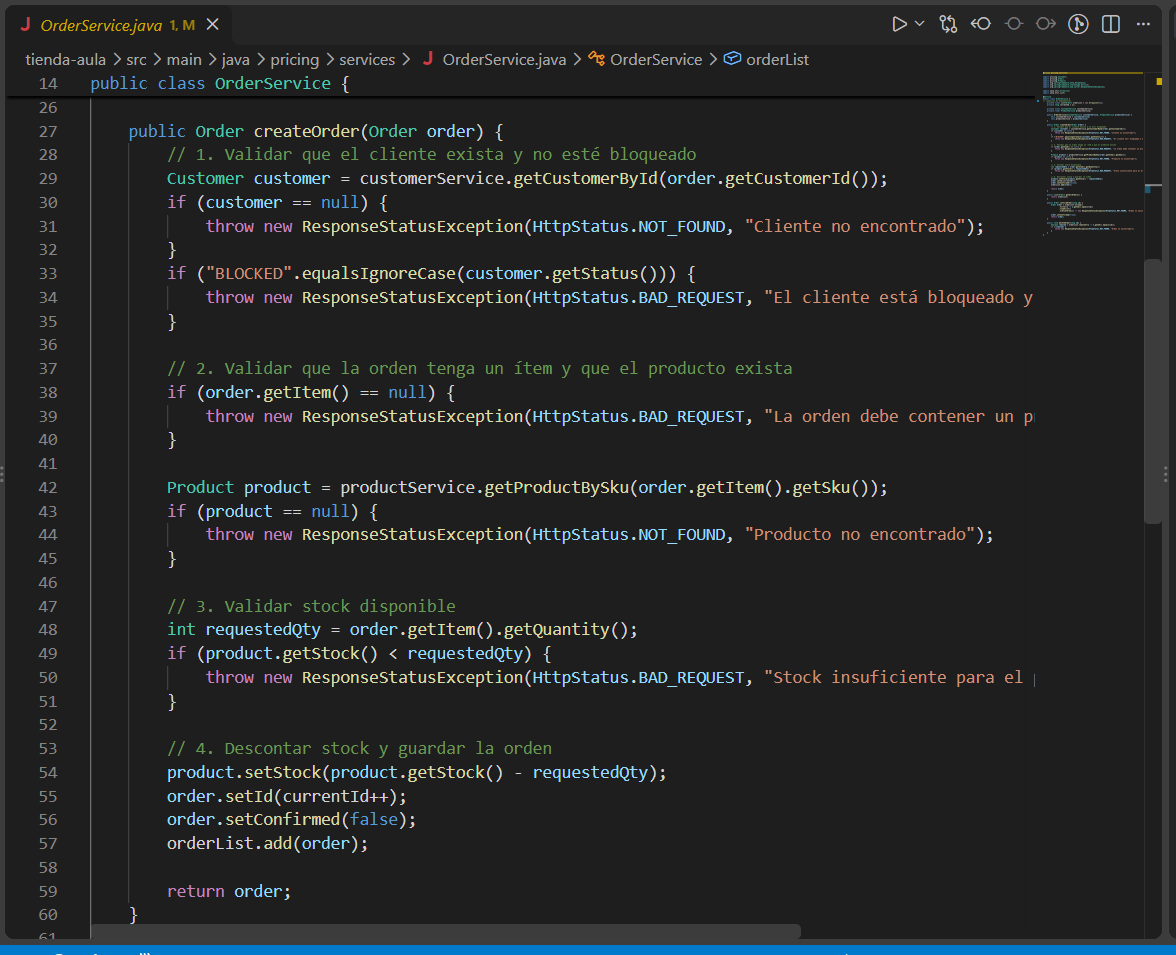 J OrderService.java 1, M
tienda-aula > src > main > java > pricing > services > J OrderService.java > OrderService > orderList
14 public class OrderService {
26
27 public Order createOrder(Order order) {
28 // 1. Validar que el cliente exista y no esté bloqueado
29 Customer customer = customerService.getCustomerById(order.getCustomerId());
30 if (customer == null) {
31 throw new ResponseStatusException(HttpStatus.NOT_FOUND, "Cliente no encontrado");
32 }
33 if ("BLOCKED".equalsIgnoreCase(customer.getStatus())) {
34 throw new ResponseStatusException(HttpStatus.BAD_REQUEST, "El cliente está bloqueado y
35 }
36
37 // 2. Validar que la orden tenga un ítem y que el producto exista
38 if (order.getItem() == null) {
39 throw new ResponseStatusException(HttpStatus.BAD_REQUEST, "La orden debe contener un
40 }
41
42 Product product = productService.getProductBySku(order.getItem().getSku());
43 if (product == null) {
44 throw new ResponseStatusException(HttpStatus.NOT_FOUND, "Producto no encontrado");
45 }
46
47 // 3. Validar stock disponible
48 int requestedQty = order.getItem().getQuantity();
49 if (product.getStock() < requestedQty) {
50 throw new ResponseStatusException(HttpStatus.BAD_REQUEST, "Stock insuficiente para el
51 }
52
53 // 4. Descontar stock y guardar la orden
54 product.setStock(product.getStock() - requestedQty);
55 order.setId(currentId++);
56 order.setConfirmed(false);
57 orderList.add(order);
58
59 return order;
60 }
61